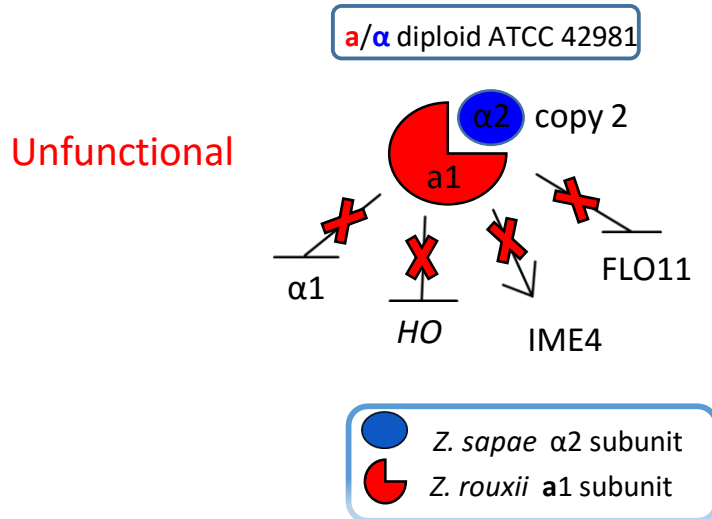 a/α diploid ATCC 42981
α2 copy 2
Unfunctional
a1
α1
HO
IME4
FLO11
Z. sapae α2 subunit
Z. rouxii a1 subunit